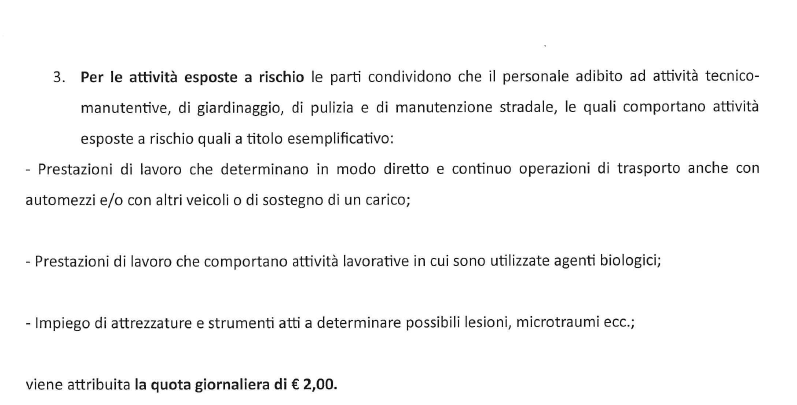 3. Per le attività esposte a rischio le parti condividono che il personale adibito ad attività tecnico-
manutentive, di giardinaggio, di pulizia e di manutenzione stradale, le quali comportano attività
esposte a rischio quali a titolo esemplificativo:
- Prestazioni di lavoro che determinano in modo diretto e continuo operazioni di trasporto anche con
automezzi e/o con altri veicoli o di sostegno di un carico;
- Prestazioni di lavoro che comportano attività lavorative in cui sono utilizzate agenti biologici;
- Impiego di attrezzature e strumenti atti a determinare possibili lesioni, microtraumi ecc.;
viene attribuita la quota giornaliera di € 2,00.